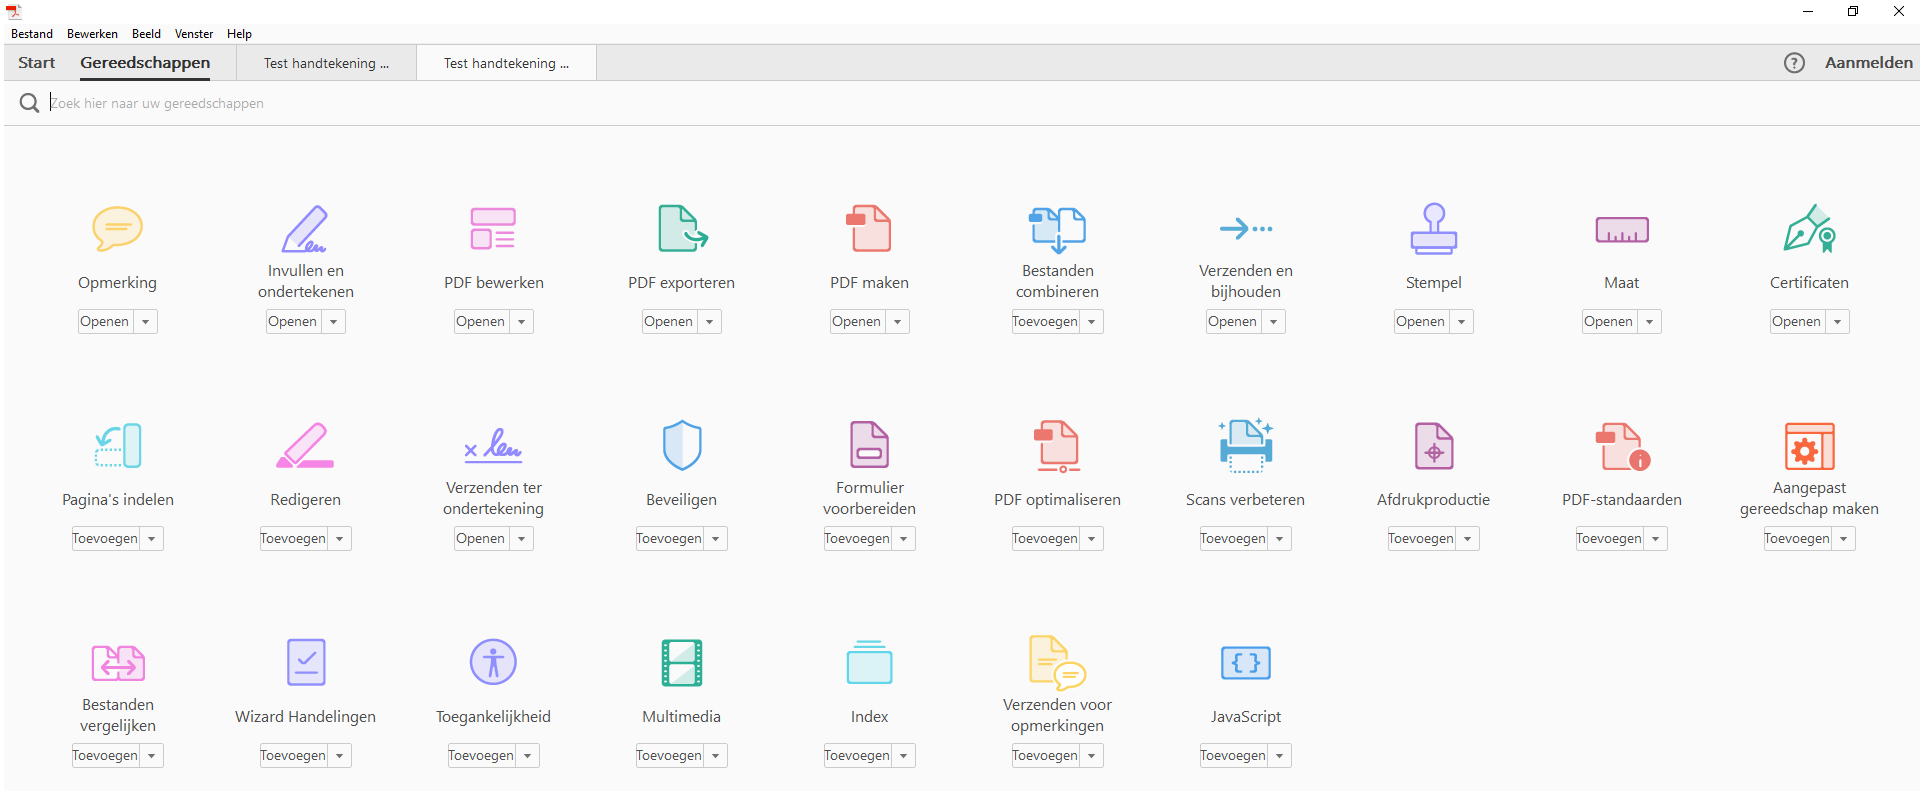 Bestand Bewerken Beeld Venster Help
Start Gereedschappen Test handtekening ... Test handtekening ... ? Aanmelden
Zoek hier naar uw gereedschappen
Opmerking
Openen
Invullen en
ondertekenen
Openen
PDF bewerken
Openen
PDF exporteren
Openen
PDF maken
Openen
Bestanden
combineren
Toevoegen
Verzenden en
bijhouden
Openen
Stempel
Openen
Maat
Openen
Certificaten
Openen
Pagina's indelen
Toevoegen
Redigeren
Toevoegen
Verzenden ter
ondertekening
Openen
Beveiligen
Toevoegen
Formulier
voorbereiden
Toevoegen
PDF optimaliseren
Toevoegen
Scans verbeteren
Toevoegen
Afdrukproductie
Toevoegen
PDF-standaarden
Toevoegen
Aangepast
gereedschap maken
Toevoegen
Bestanden
vergelijken
Toevoegen
Wizard Handelingen
Toevoegen
Toegankelijkheid
Toevoegen
Multimedia
Toevoegen
Index
Toevoegen
Verzenden voor
opmerkingen
Toevoegen
JavaScript
Toevoegen